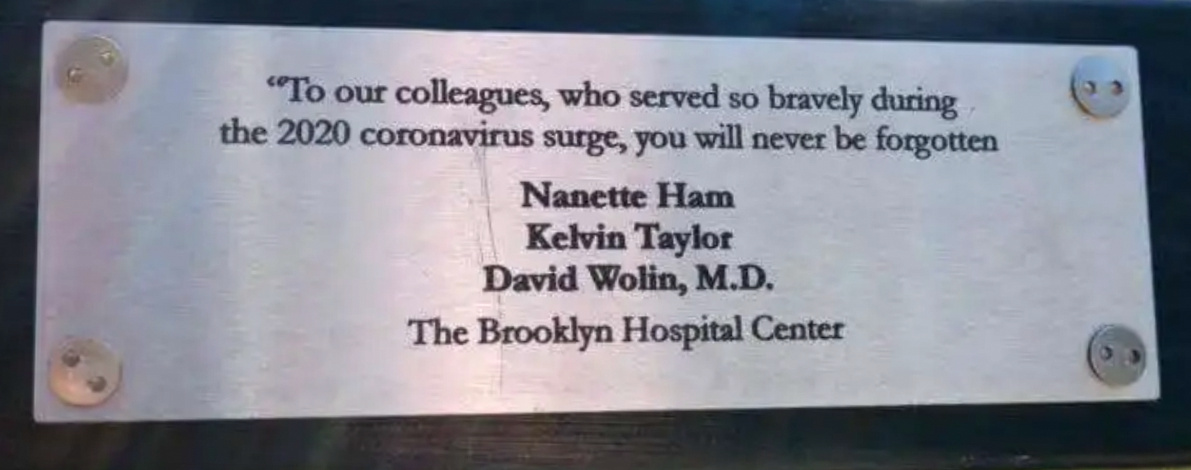 “To our colleagues, who served so bravely during
the 2020 coronavirus surge, you will never be forgotten
Nanette Ham
Kelvin Taylor
David Wolin, M.D.
The Brooklyn Hospital Center